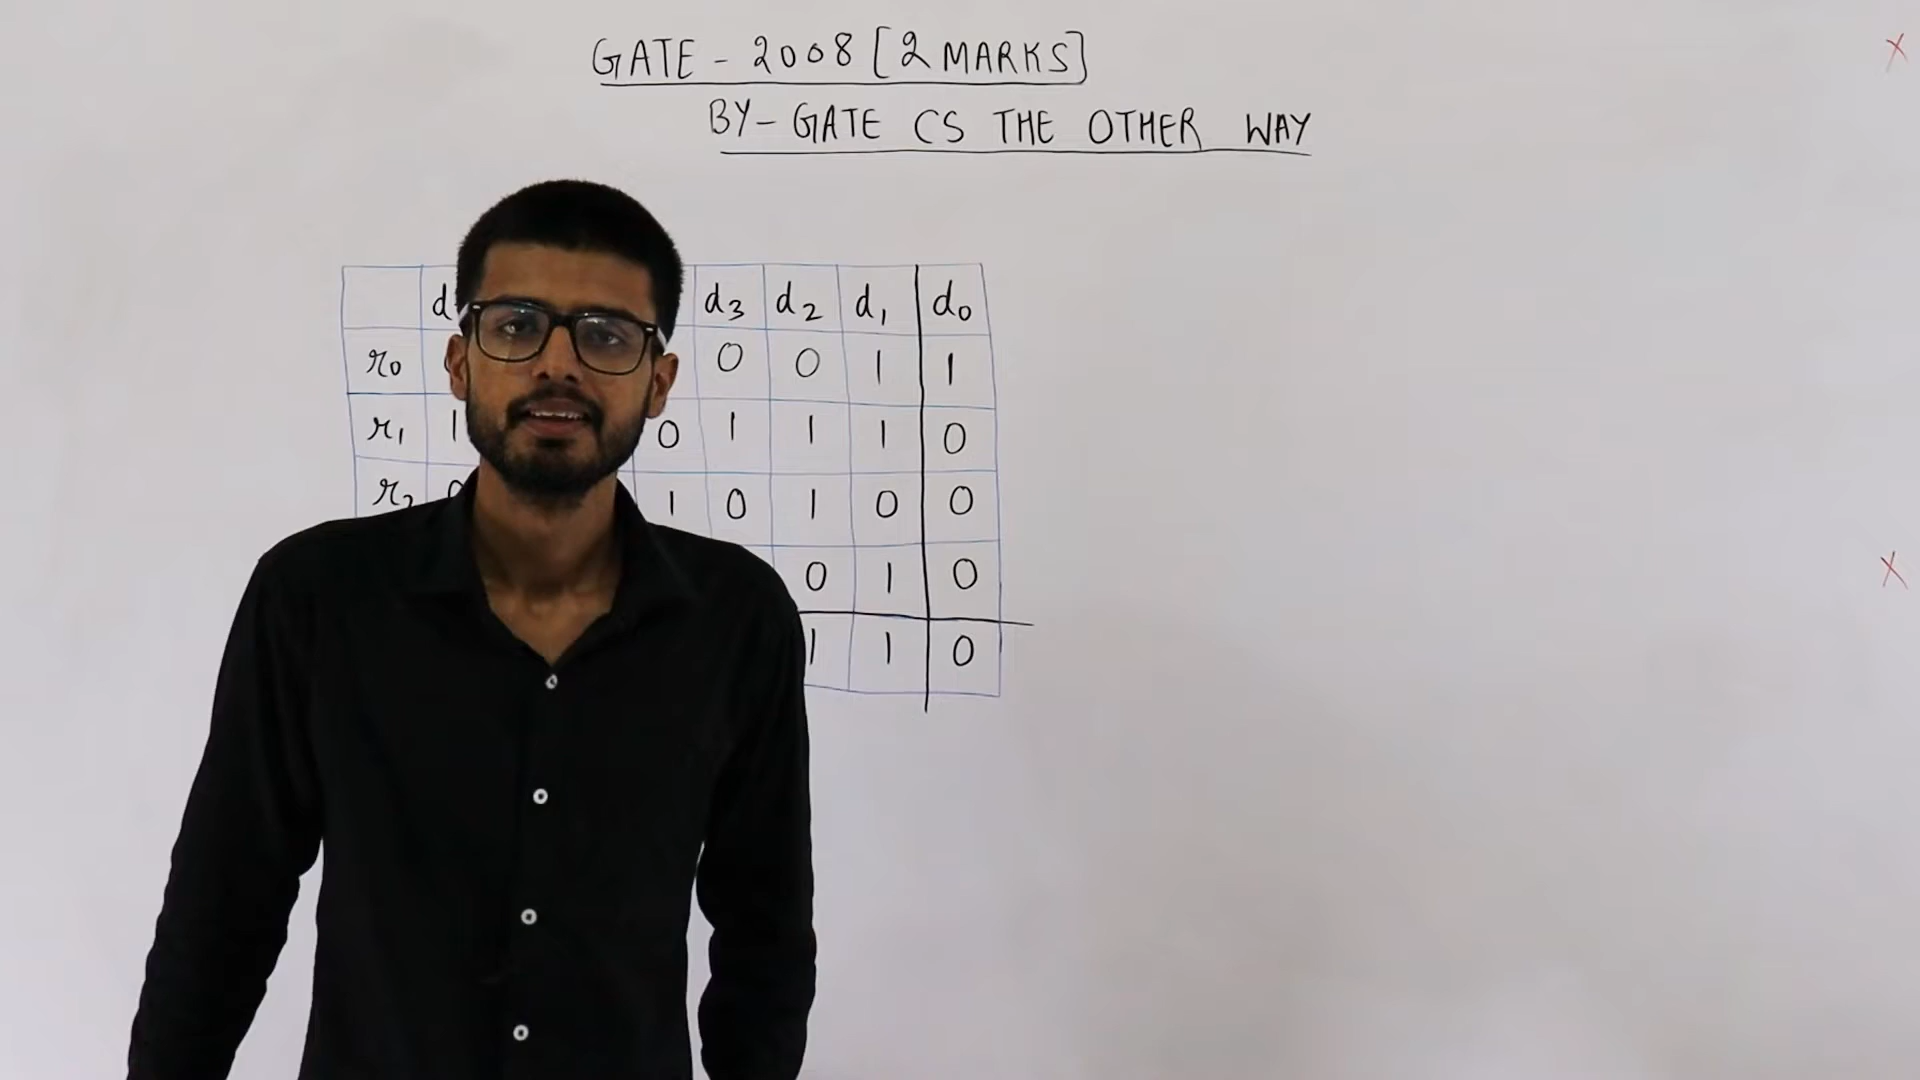 GATE - 2008 [2 MARKS]
BY - GATE CS THE OTHER WAY
d d3 d2 d1 d0
r0 0 0 1 1
r1 1 0 1 1 1 0
r2 0 1 0 1 0 0
0 1 0
1 1 0
X
X